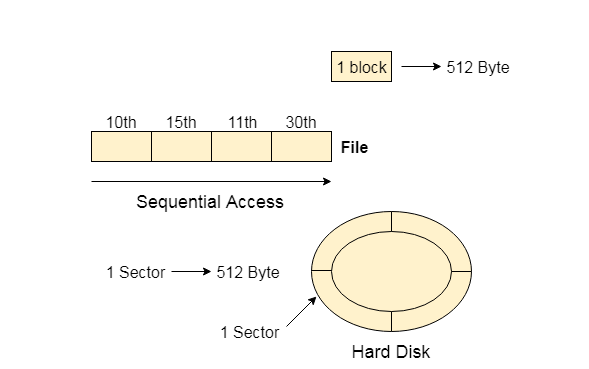 1 block
512 Byte
10th 15th 11th 30th
File
Sequential Access
1 Sector
512 Byte
1 Sector
Hard Disk